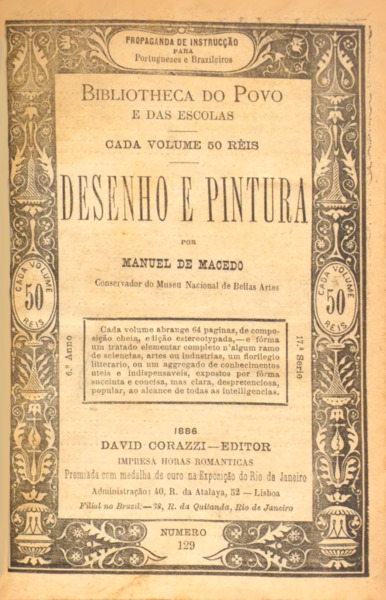 PROPAGANDA DE INSTRUCÇÃO
PARA
Portuguezes e Brazileiros
BIBLIOTHECA DO POVO
E DAS ESCOLAS
CADA VOLUME 50 RÉIS
DESENHO E PINTURA
POR
MANUEL DE MACEDO
Conservador do Museu Nacional de Bellas Artes
CADA VOLUME
50
RÉIS
CADA VOLUME
50
RÉIS
6.º Anno
Cada volume abrange 64 paginas, de compo-
sição cheia, edição estereotypada,—e fórma
um tratado elementar completo n'algum ramo
de sciencias, artes ou industrias, um florilegio
litterario, ou um aggregado de conhecimentos
uteis e indispensaveis, expostos por fórma
succinta e concisa, mas clara, despretenciosa,
popular, ao alcance de todas as intelligencias.
17.ª Serie
1886
DAVID CORAZZI—EDITOR
IMPRESA HORAS ROMANTICAS
Premiada com medalha de ouro na Exposição do Rio de Janeiro
Administração: 40, R. da Atalaya, 52 — Lisboa
Filial no Brazil:— 78, R. da Quitanda, Rio de Janeiro
NUMERO
129